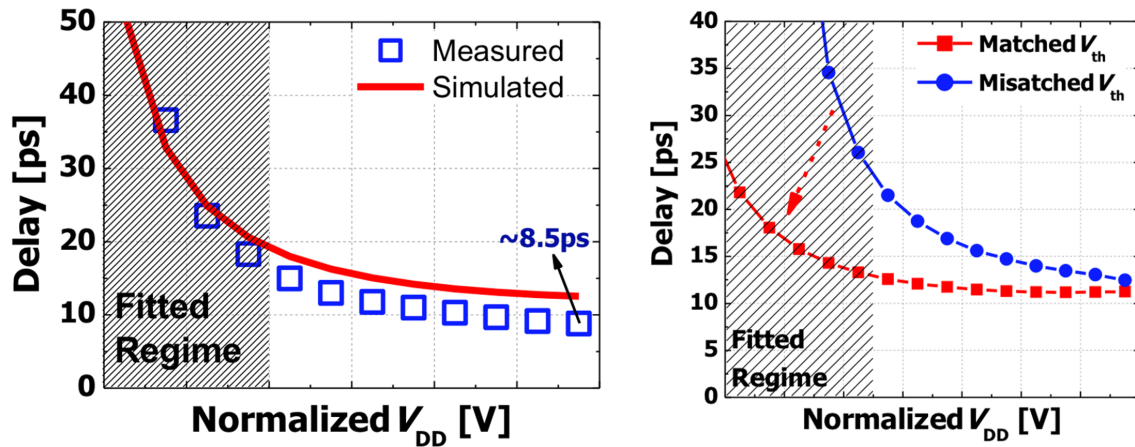 50
40
30
20
10
0
Delay [ps]
Measured
Simulated
~8.5ps
Fitted
Regime
Normalized V_DD [V]
40
35
30
25
20
15
10
5
0
Delay [ps]
Matched V_th
Misatched V_th
Fitted
Regime
Normalized V_DD [V]